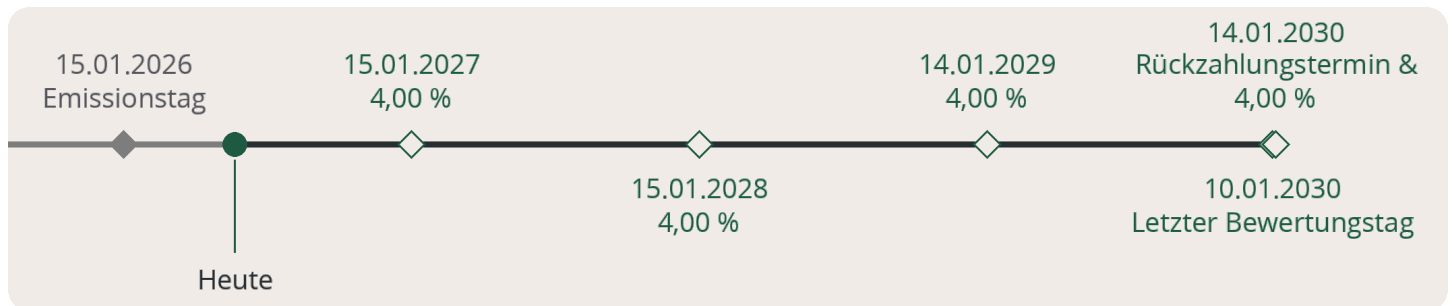 15.01.2026
Emissionstag
Heute
15.01.2027
4,00 %
15.01.2028
4,00 %
14.01.2029
4,00 %
14.01.2030
Rückzahlungstermin &
4,00 %
10.01.2030
Letzter Bewertungstag